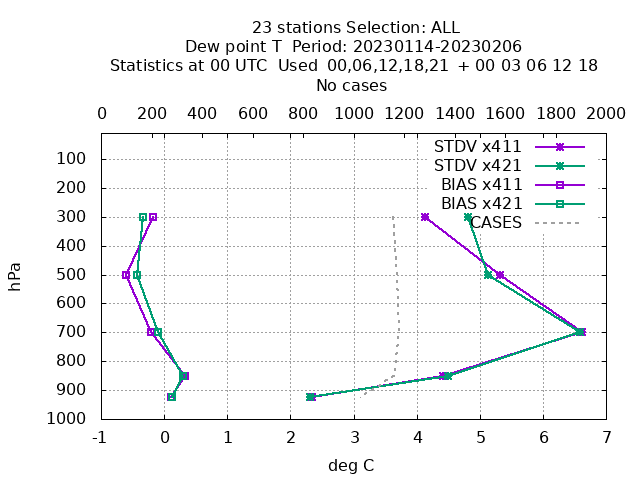 23 stations Selection: ALL
Dew point T  Period: 20230114-20230206
Statistics at 00 UTC  Used  00,06,12,18,21  + 00 03 06 12 18
No cases
0 200 400 600 800 1000 1200 1400 1600 1800 2000
STDV x411
STDV x421
BIAS x411
BIAS x421
CASES
100
200
300
400
500
600
700
800
900
1000
hPa
-1 0 1 2 3 4 5 6 7
deg C